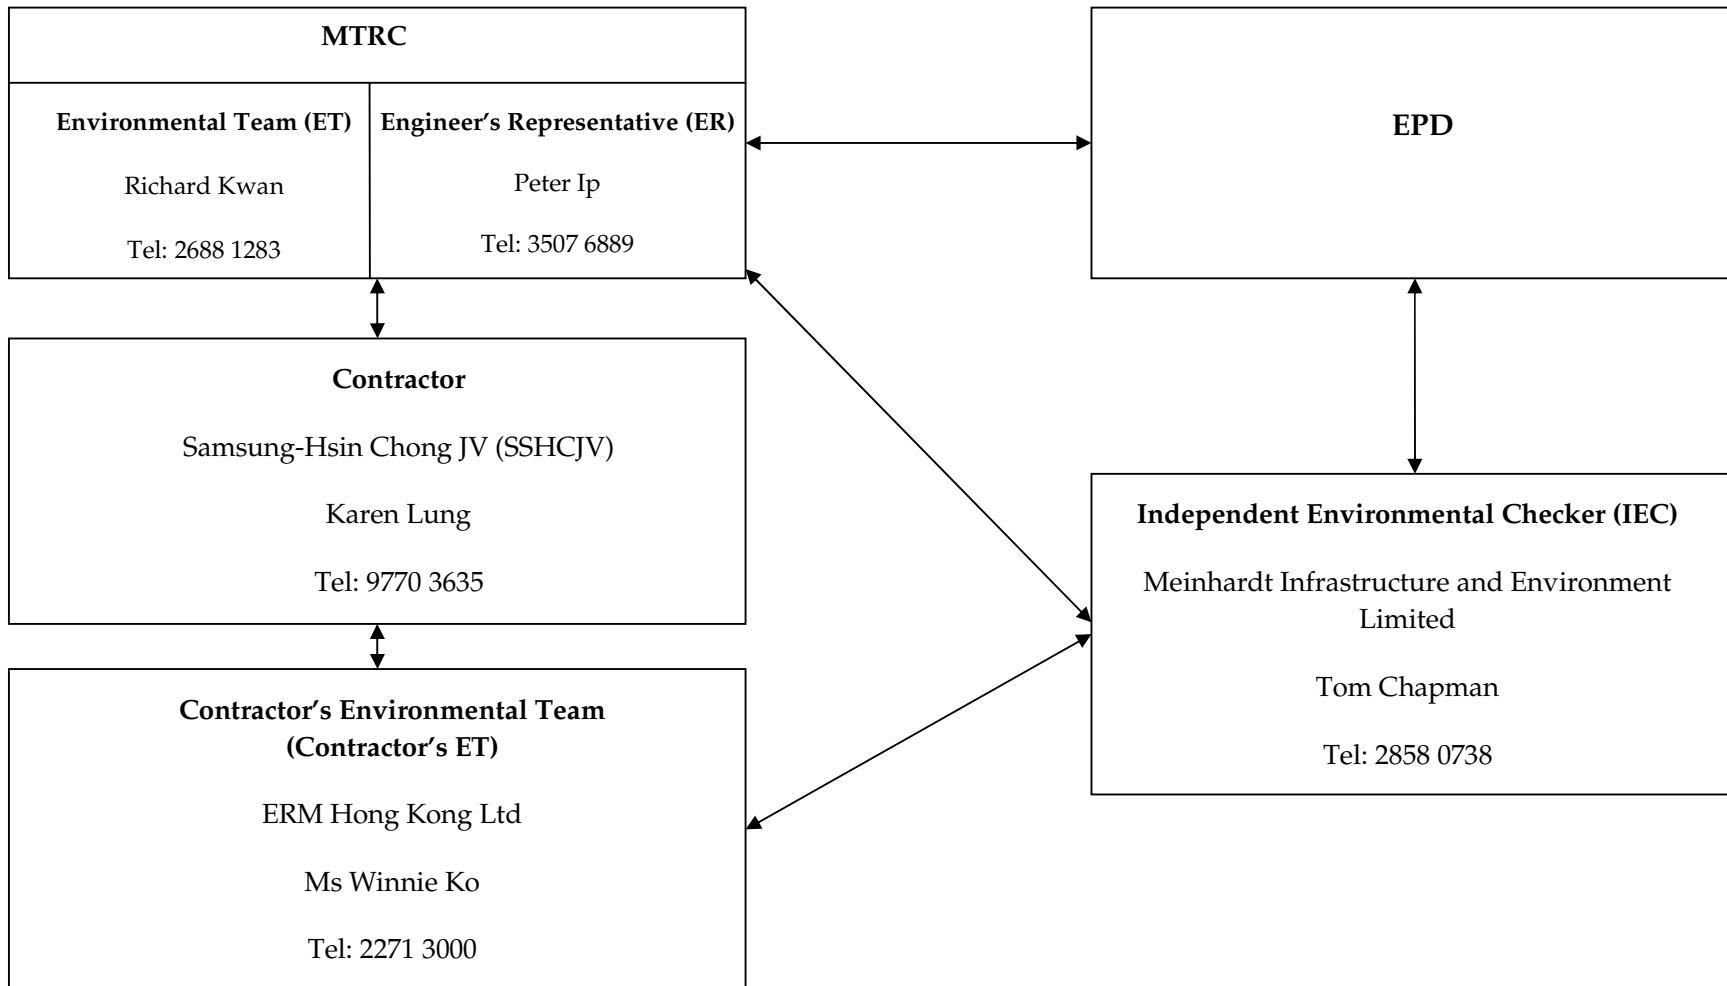 MTRC
Environmental Team (ET)
Richard Kwan
Tel: 2688 1283
Engineer’s Representative (ER)
Peter Ip
Tel: 3507 6889
EPD
Contractor
Samsung-Hsin Chong JV (SSHCJV)
Karen Lung
Tel: 9770 3635
Independent Environmental Checker (IEC)
Meinhardt Infrastructure and Environment
Limited
Tom Chapman
Tel: 2858 0738
Contractor’s Environmental Team
(Contractor’s ET)
ERM Hong Kong Ltd
Ms Winnie Ko
Tel: 2271 3000